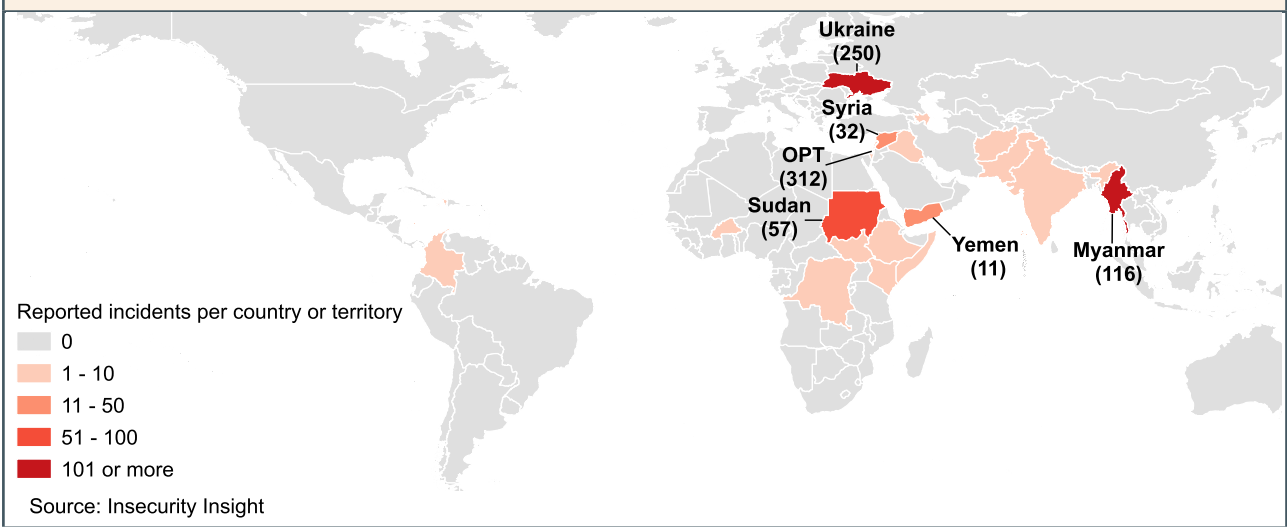 Ukraine
(250)
Syria
(32)
OPT
(312)
Sudan
(57)
Yemen
(11)
Myanmar
(116)
Reported incidents per country or territory
0
1 - 10
11 - 50
51 - 100
101 or more
Source: Insecurity Insight